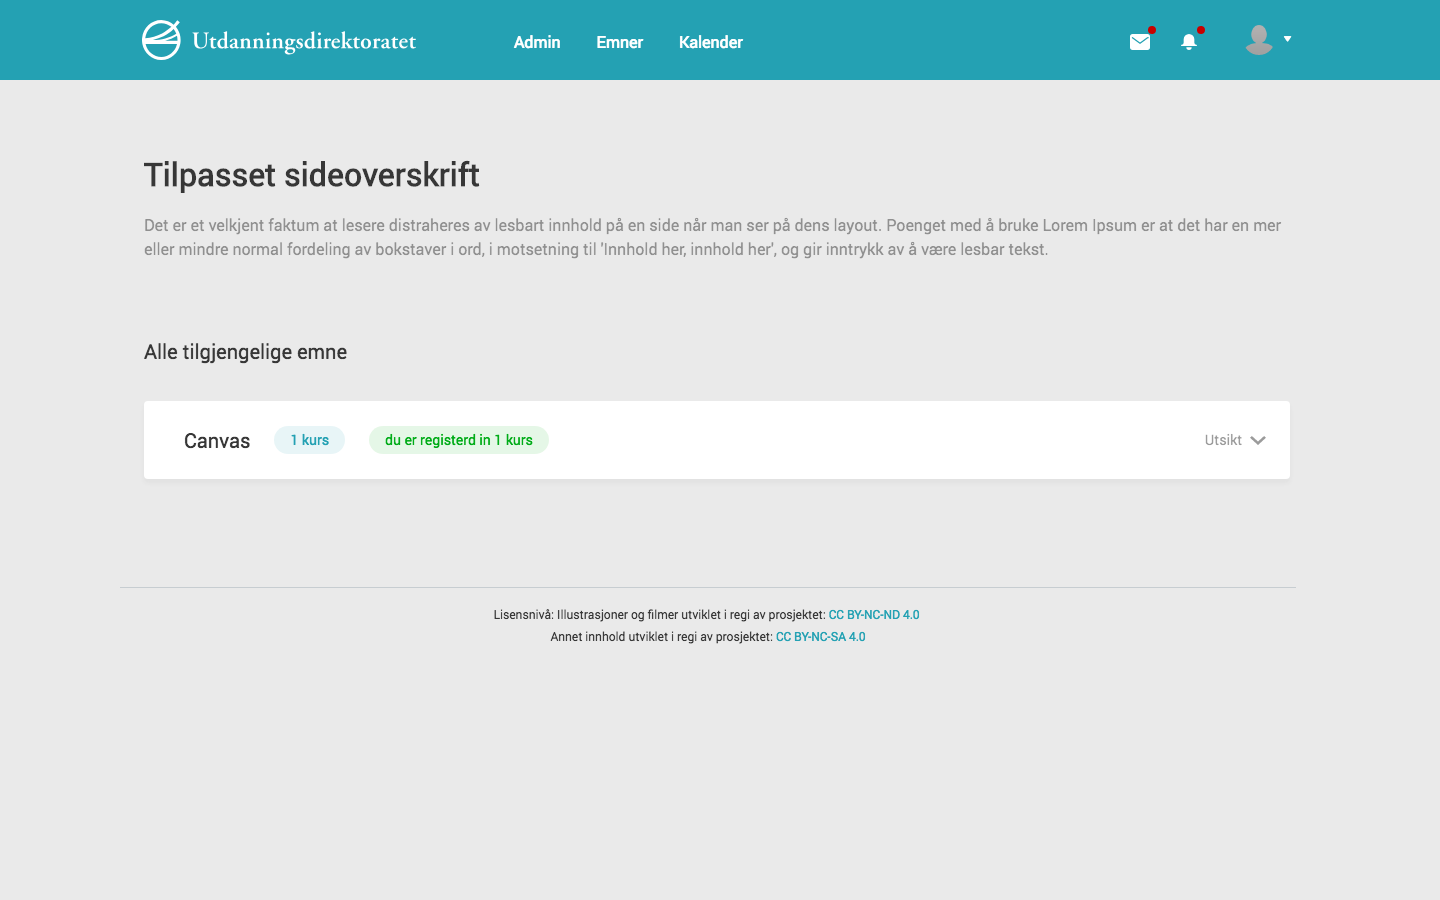 Utdanningsdirektoratet
Admin
Emner
Kalender
Tilpasset sideoverskrift
Det er et velkjent faktum at lesere distraheres av lesbart innhold på en side når man ser på dens layout. Poenget med å bruke Lorem Ipsum er at det har en mer
eller mindre normal fordeling av bokstaver i ord, i motsetning til 'Innhold her, innhold her', og gir inntrykk av å være lesbar tekst.
Alle tilgjengelige emne
Canvas
1 kurs
du er registerd in 1 kurs
Utsikt
Lisensnivå: Illustrasjoner og filmer utviklet i regi av prosjektet: CC BY-NC-ND 4.0
Annet innhold utviklet i regi av prosjektet: CC BY-NC-SA 4.0